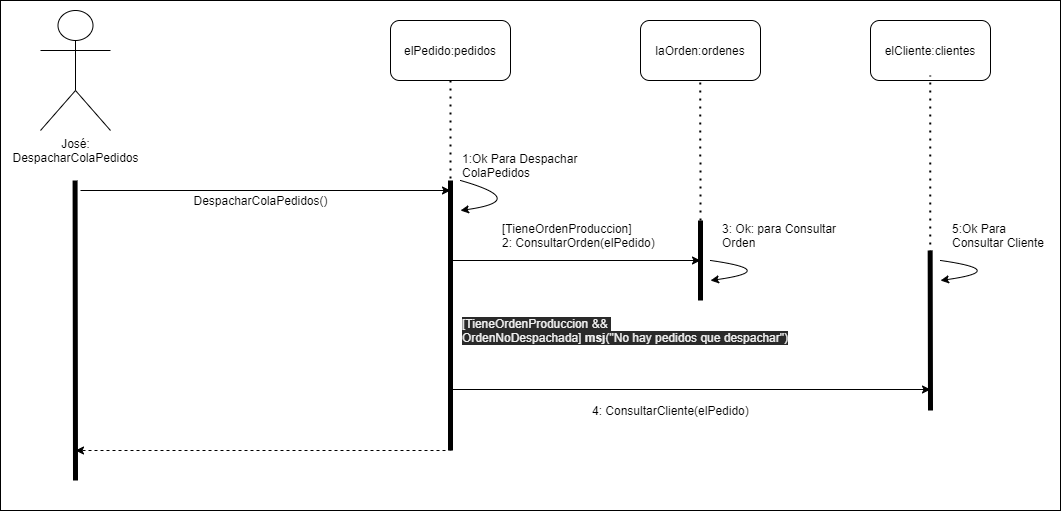 elPedido:pedidos
laOrden:ordenes
elCliente:clientes
José:
DespacharColaPedidos
1:Ok Para Despachar
ColaPedidos
DespacharColaPedidos()
[TieneOrdenProduccion]
2: ConsultarOrden(elPedido)
3: Ok: para Consultar
Orden
5:Ok Para
Consultar Cliente
[TieneOrdenProduccion &&
OrdenNoDespachada] msj("No hay pedidos que despachar")
4: ConsultarCliente(elPedido)